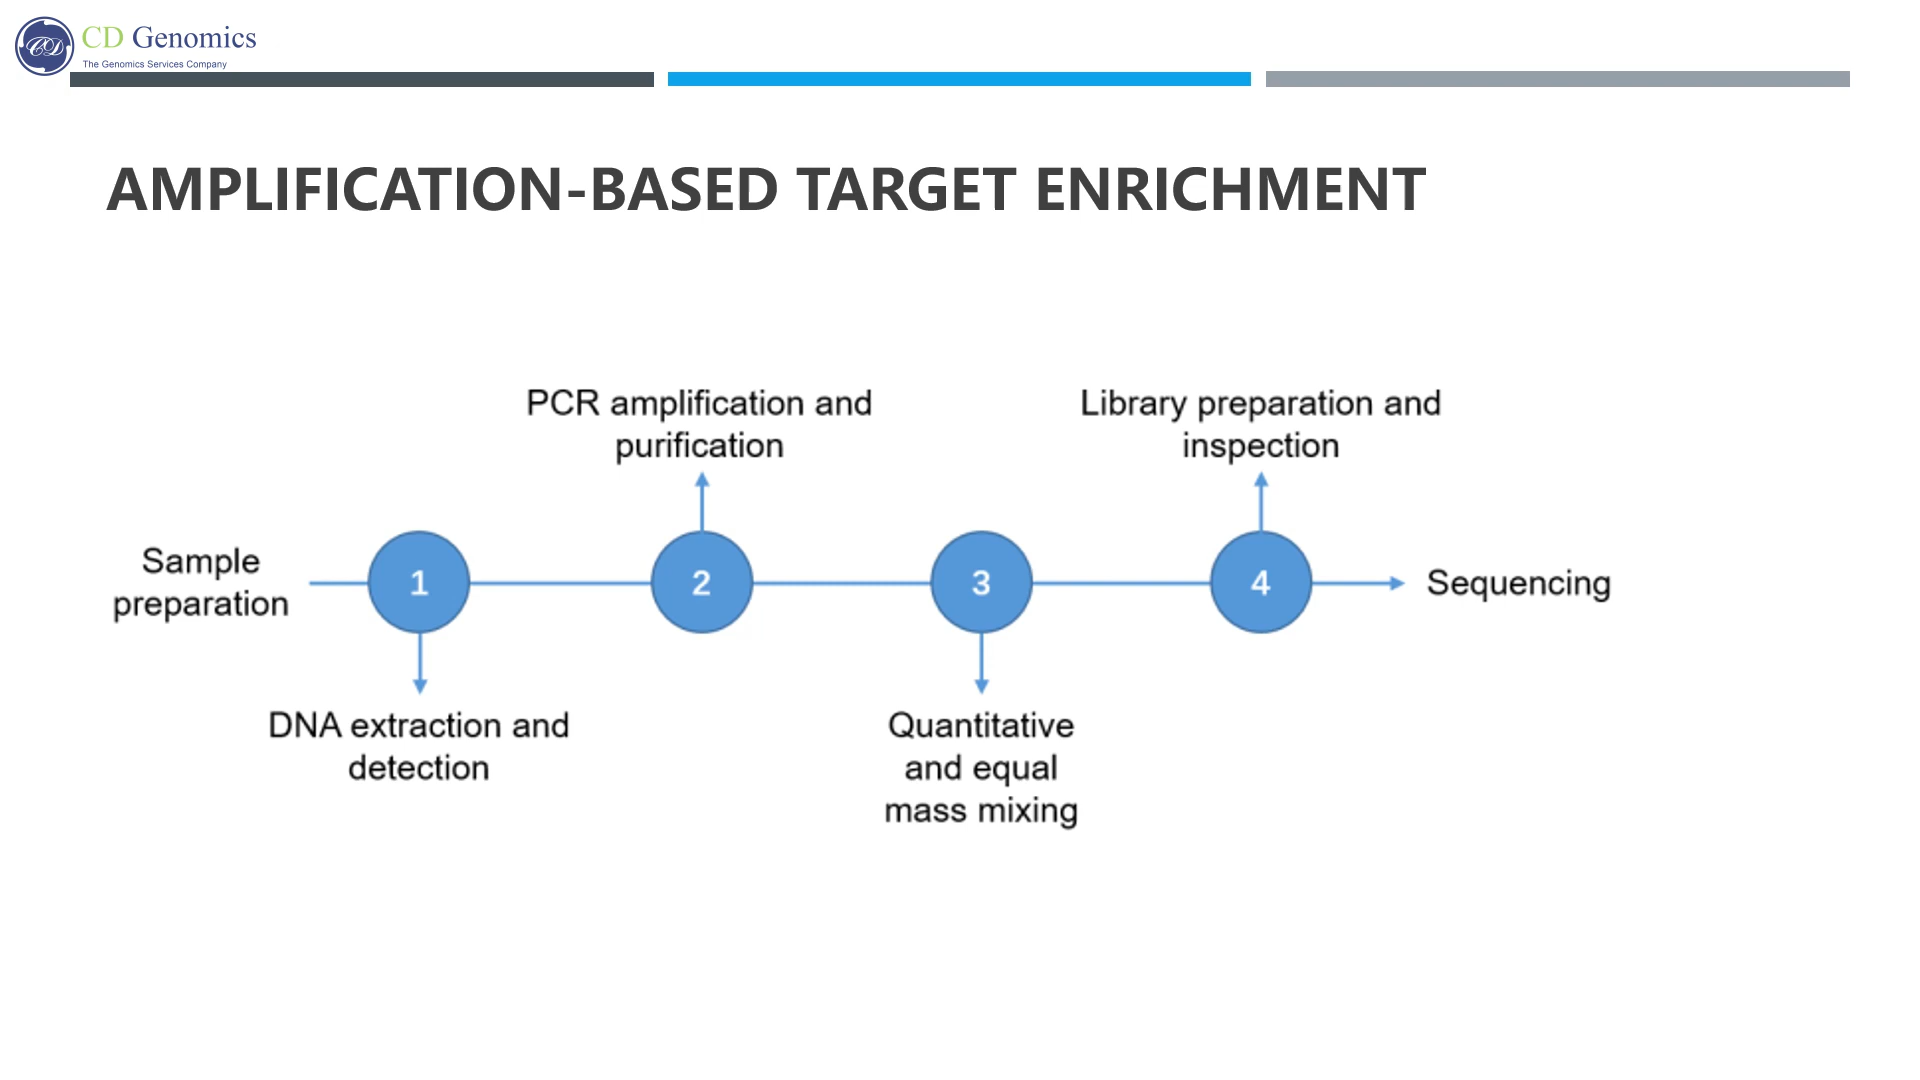 CD Genomics
The Genomics Services Company
AMPLIFICATION-BASED TARGET ENRICHMENT
PCR amplification and
purification
Library preparation and
inspection
Sample
preparation
1
2
3
4
Sequencing
DNA extraction and
detection
Quantitative
and equal
mass mixing